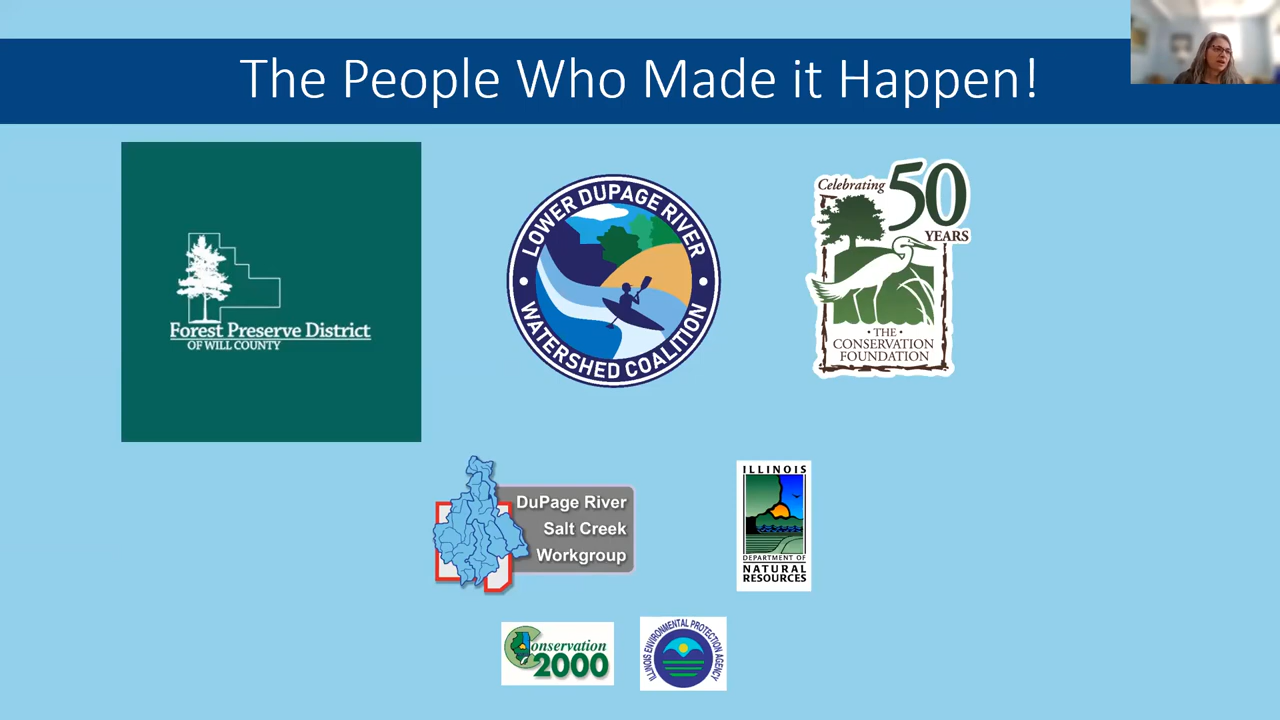 The People Who Made it Happen!
Forest Preserve District
OF WILL COUNTY
LOWER DUPAGE RIVER
WATERSHED COALITION
Celebrating 50
YEARS
• THE •
CONSERVATION
FOUNDATION
DuPage River
Salt Creek
Workgroup
ILLINOIS
DEPARTMENT OF
NATURAL
RESOURCES
Conservation
2000
ILLINOIS ENVIRONMENTAL PROTECTION AGENCY